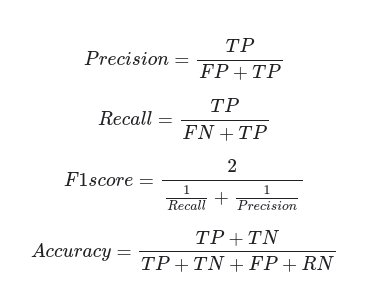 Precision = TP / (FP + TP)
Recall = TP / (FN + TP)
F1score = 2 / (1/Recall + 1/Precision)
Accuracy = (TP + TN) / (TP + TN + FP + RN)